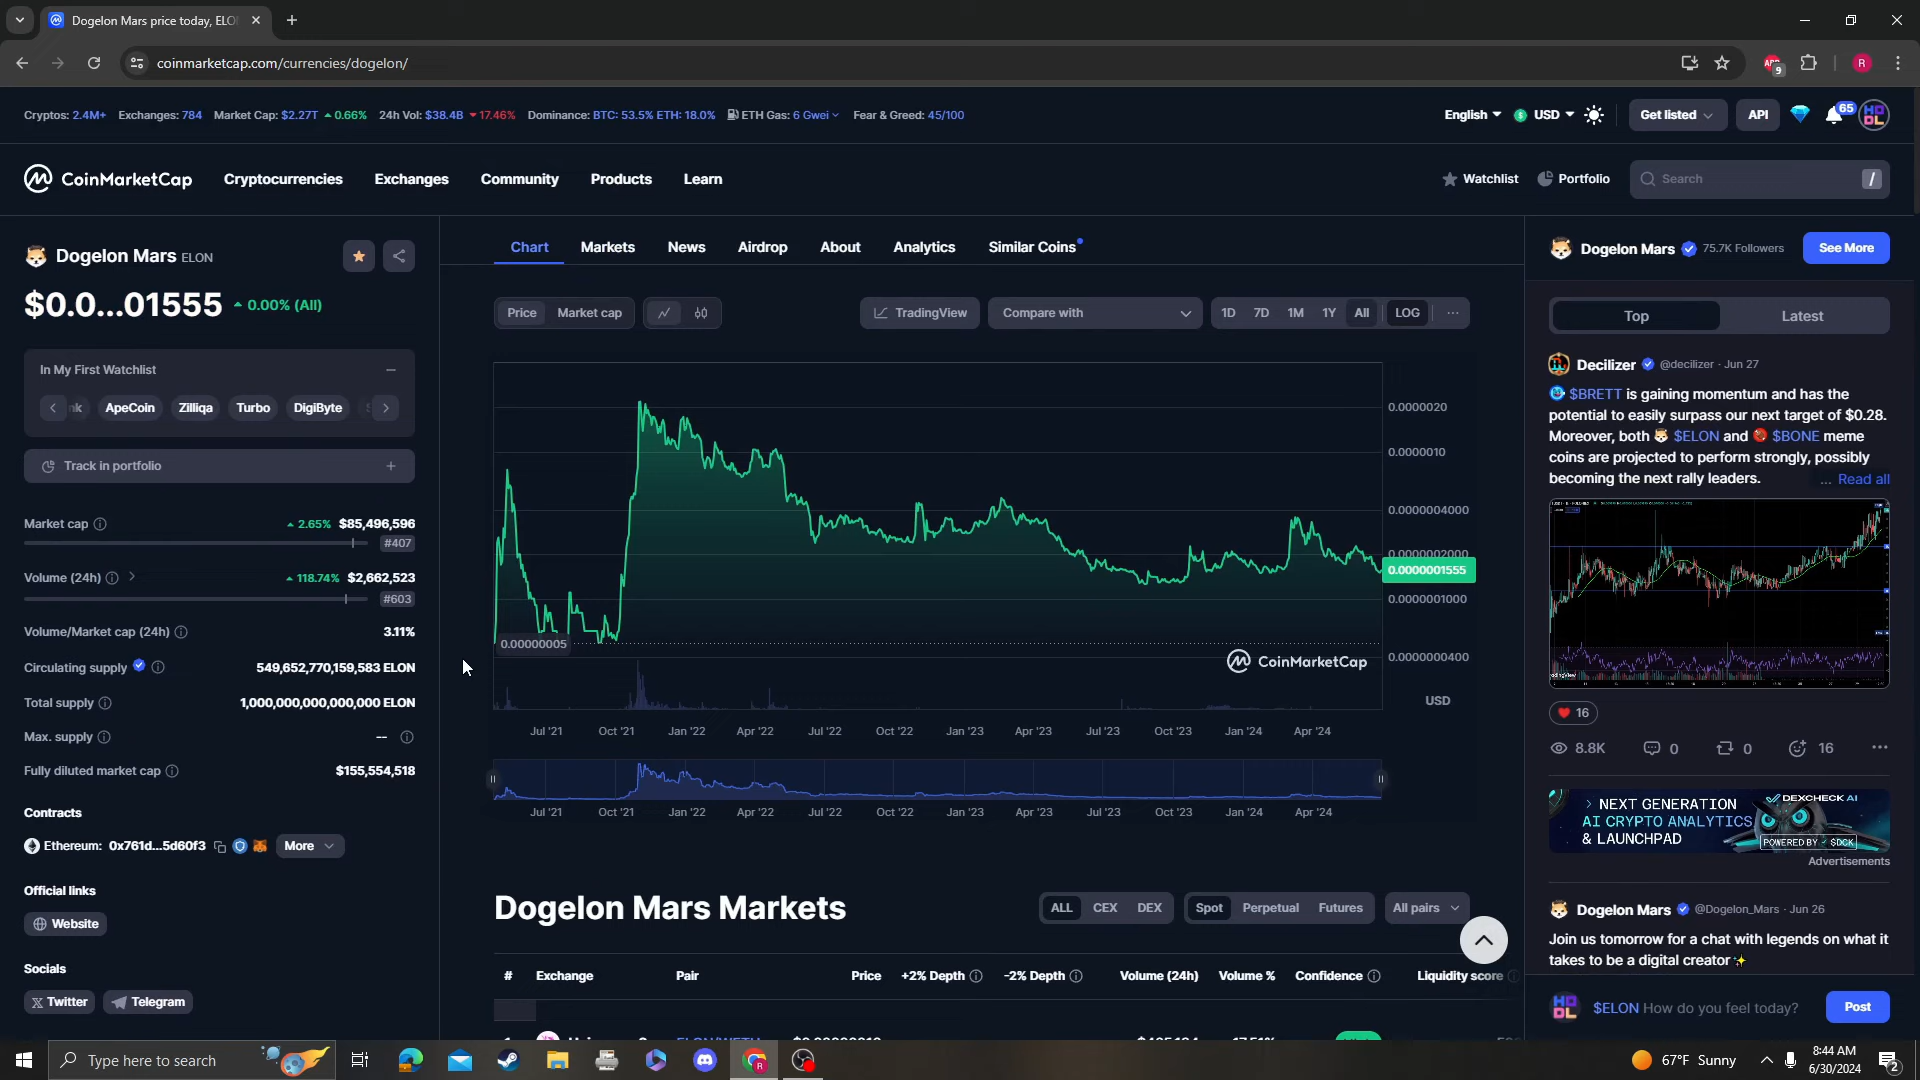 Dogelon Mars price today, ELO
coinmarketcap.com/currencies/dogelon/
9
R
Cryptos: 2.4M+ Exchanges: 784 Market Cap: $2.27T 0.66% 24h Vol: $38.4B 17.46% Dominance: BTC: 53.5% ETH: 18.0% ETH Gas: 6 Gwei Fear & Greed: 45/100
English USD Get listed API 65
CoinMarketCap Cryptocurrencies Exchanges Community Products Learn
Watchlist Portfolio Search /
Dogelon Mars ELON
$0.0...01555 0.00% (All)
In My First Watchlist
nk ApeCoin Zilliqa Turbo DigiByte
Track in portfolio +
Market cap 2.65% $85,496,596
#407
Volume (24h) 118.74% $2,662,523
#603
Volume/Market cap (24h) 3.11%
Circulating supply 549,652,770,159,583 ELON
Total supply 1,000,000,000,000,000 ELON
Max. supply --
Fully diluted market cap $155,554,518
Contracts
Ethereum: 0x761d...5d60f3 More
Official links
Website
Socials
Twitter Telegram
Chart Markets News Airdrop About Analytics Similar Coins
Price Market cap TradingView Compare with 1D 7D 1M 1Y All LOG ...
0.0000020
0.0000010
0.0000004000
0.0000002000
0.0000001555
0.0000001000
0.00000005
0.0000000400
CoinMarketCap
USD
Jul '21 Oct '21 Jan '22 Apr '22 Jul '22 Oct '22 Jan '23 Apr '23 Jul '23 Oct '23 Jan '24 Apr '24
Jul '21 Oct '21 Jan '22 Apr '22 Jul '22 Oct '22 Jan '23 Apr '23 Jul '23 Oct '23 Jan '24 Apr '24
Dogelon Mars Markets ALL CEX DEX Spot Perpetual Futures All pairs
# Exchange Pair Price +2% Depth -2% Depth Volume (24h) Volume % Confidence Liquidity score
Dogelon Mars 75.7K Followers See More
Top Latest
Decilizer @decilizer · Jun 27
$BRETT is gaining momentum and has the
potential to easily surpass our next target of $0.28.
Moreover, both $ELON and $BONE meme
coins are projected to perform strongly, possibly
becoming the next rally leaders. ... Read all
16
8.8K 0 0 16 ...
> NEXT GENERATION
AI CRYPTO ANALYTICS
& LAUNCHPAD
DEXCHECK AI
POWERED BY $DCK
Advertisements
Dogelon Mars @Dogelon_Mars · Jun 26
Join us tomorrow for a chat with legends on what it
takes to be a digital creator
$ELON How do you feel today? Post
Type here to search
67°F Sunny
8:44 AM
6/30/2024
2